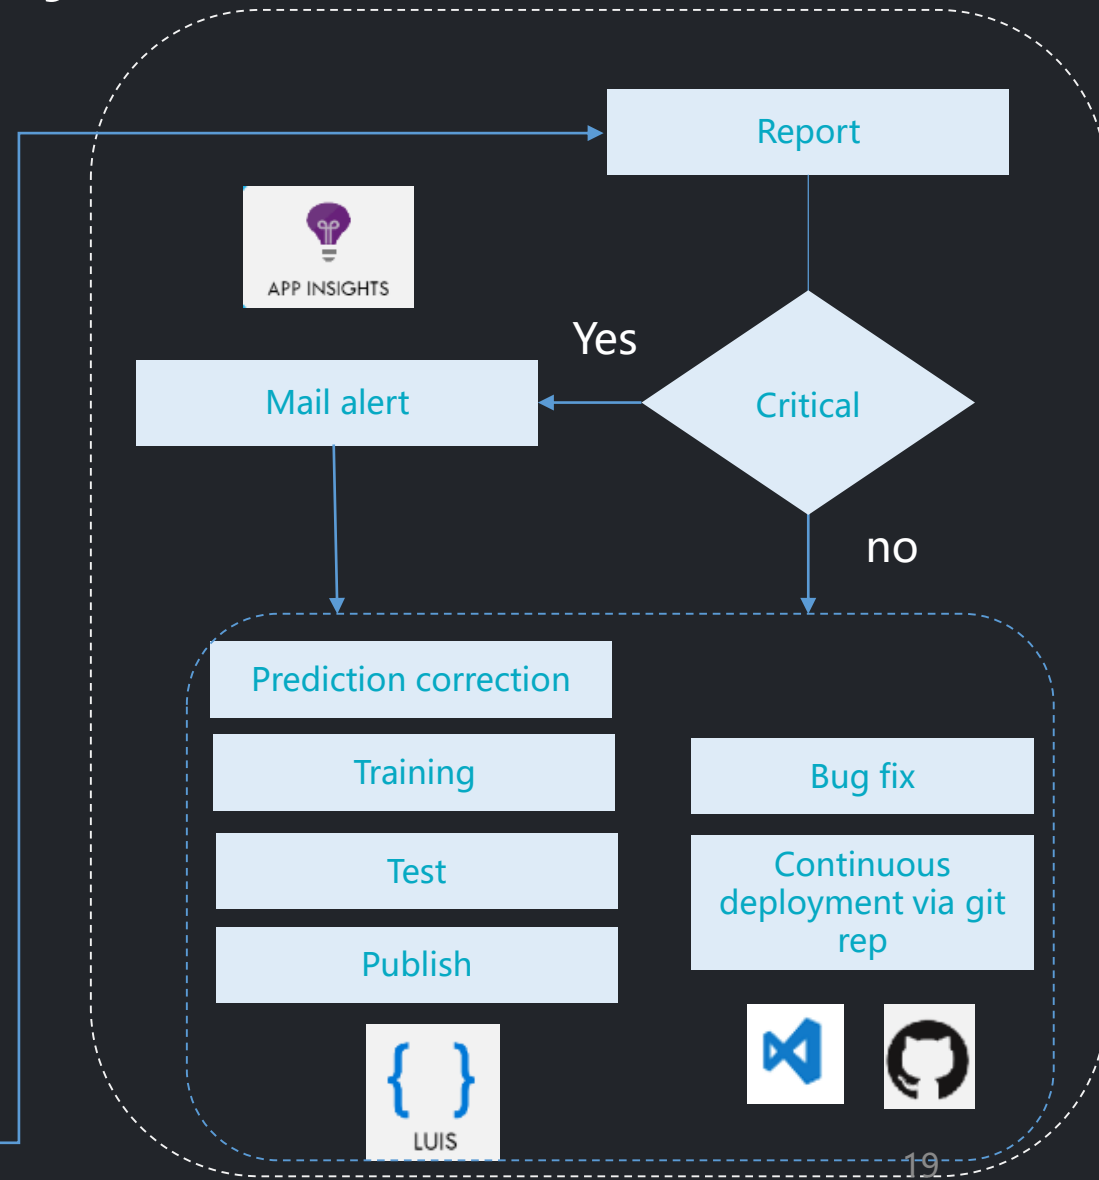 Report
APP INSIGHTS
Yes
Mail alert
Critical
no
Prediction correction
Training
Test
Publish
LUIS
Bug fix
Continuous
deployment via git
rep
19